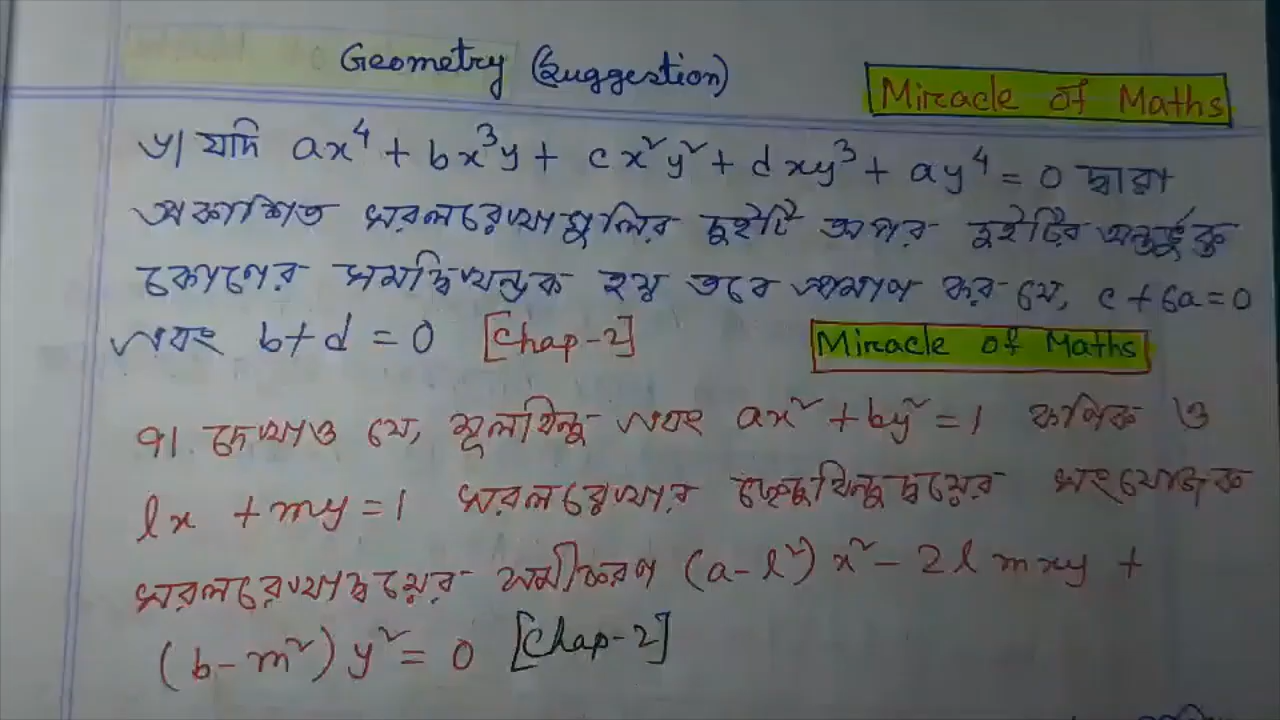 Geometry (Suggestion)
Miracle of Maths
৬| যদি ax⁴ + bx³y + cx²y² + dxy³ + ay⁴ = 0 দ্বারা
প্রকাশিত সরলরেখাগুলির দুইটি অপর দুইটির অন্তর্ভুক্ত
কোণের সমদ্বিখন্ডক হয় তবে প্রমাণ কর যে, c + 6a = 0
এবং b + d = 0 [Chap-2]
Miracle of Maths
৭|. দেখাও যে, মূলবিন্দু এবং ax² + by² = 1 কণিক ও
lx + my = 1 সরলরেখার ছেদবিন্দুদ্বয়ের সংযোজক
সরলরেখাদ্বয়ের সমীকরণ (a - l²) x² - 2l mxy +
(b - m²) y² = 0 [Chap-2]